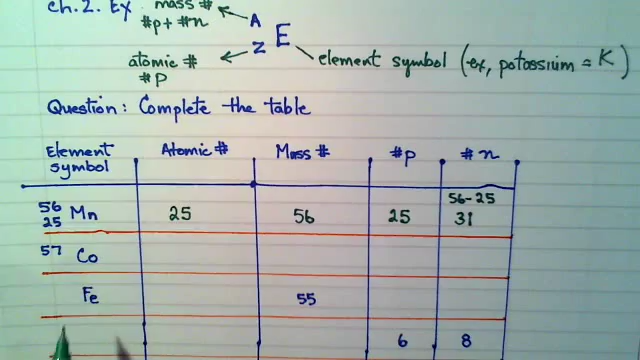 ch. 2. Ex. mass #
#p + #n
A
Z E
atomic #
#p
element symbol (ex, potassium = K)
Question: Complete the table
Element symbol Atomic # Mass # #p #n
56 25 Mn 25 56 25 56-25 31
57 Co
Fe 55
6 8